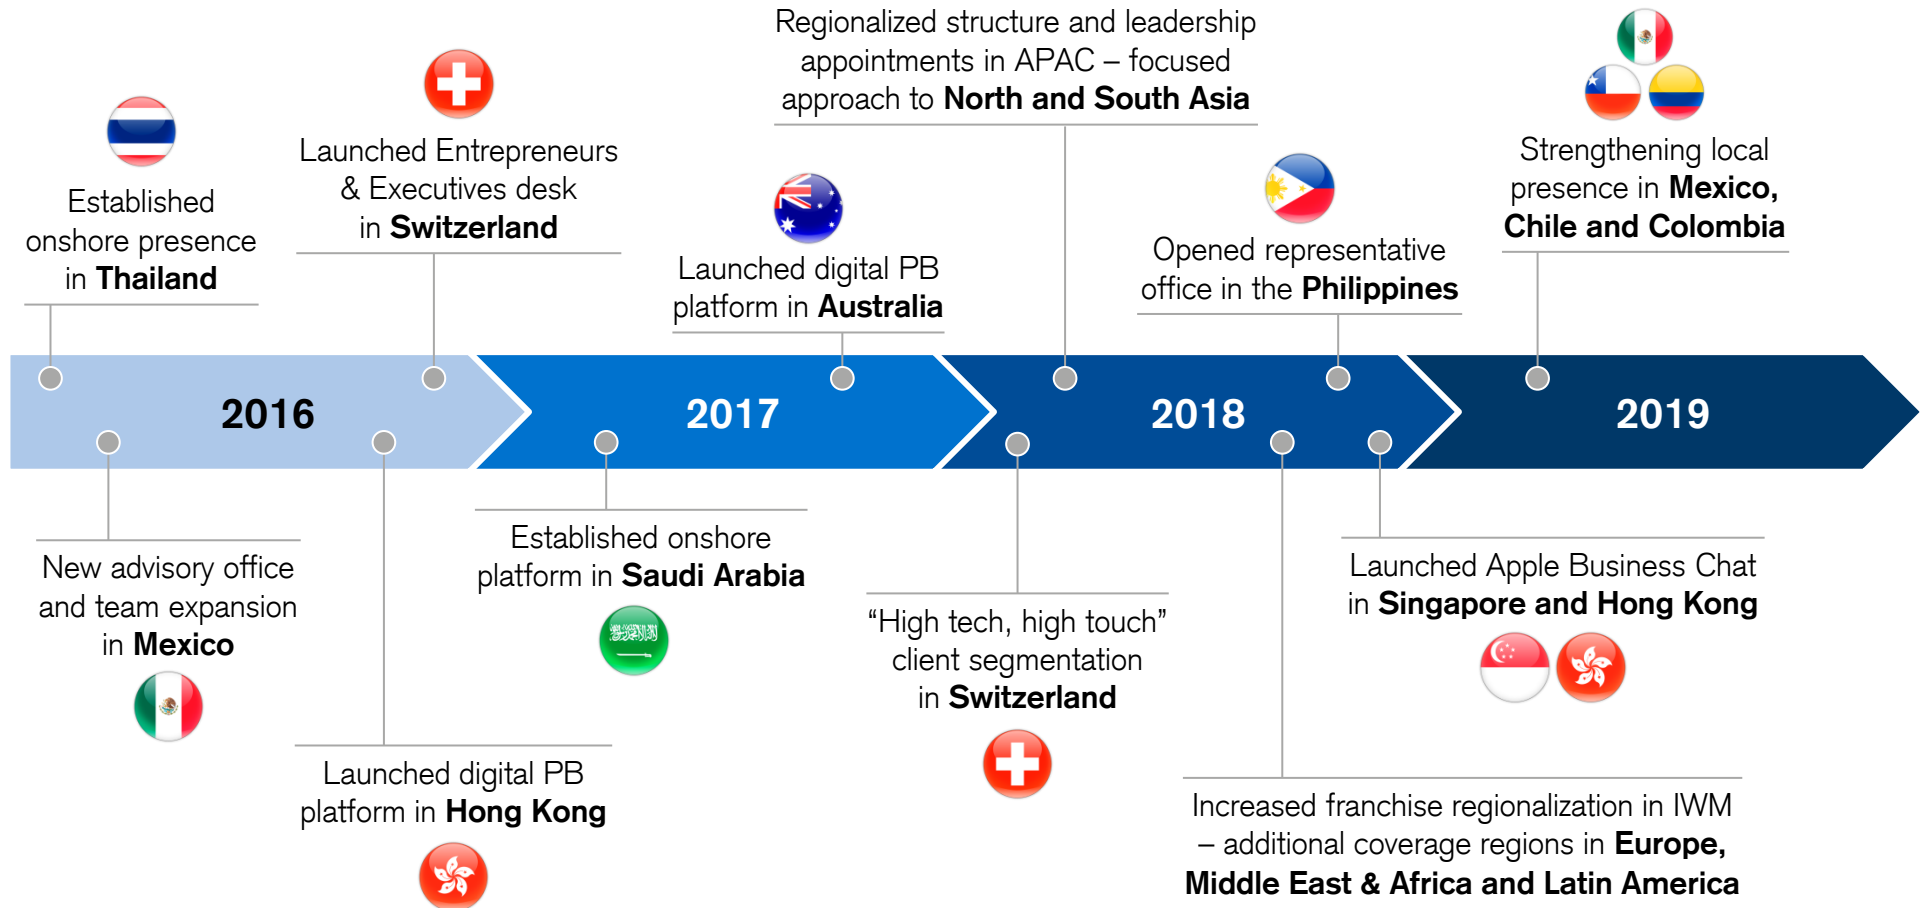 Established
onshore presence
in Thailand
Launched Entrepreneurs
& Executives desk
in Switzerland
Launched digital PB
platform in Australia
Regionalized structure and leadership
appointments in APAC – focused
approach to North and South Asia
Opened representative
office in the Philippines
Strengthening local
presence in Mexico,
Chile and Colombia
2016
2017
2018
2019
New advisory office
and team expansion
in Mexico
Launched digital PB
platform in Hong Kong
Established onshore
platform in Saudi Arabia
“High tech, high touch”
client segmentation
in Switzerland
Increased franchise regionalization in IWM
– additional coverage regions in Europe,
Middle East & Africa and Latin America
Launched Apple Business Chat
in Singapore and Hong Kong